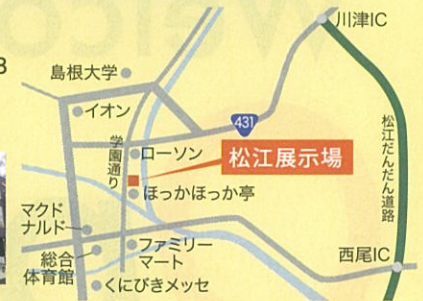 川津IC
島根大学
イオン
431
学園通り
ローソン
松江展示場
松江だんだん道路
ほっかほっか亭
マクド
ナルド
ファミリー
マート
総合
体育館
西尾IC
くにびきメッセ